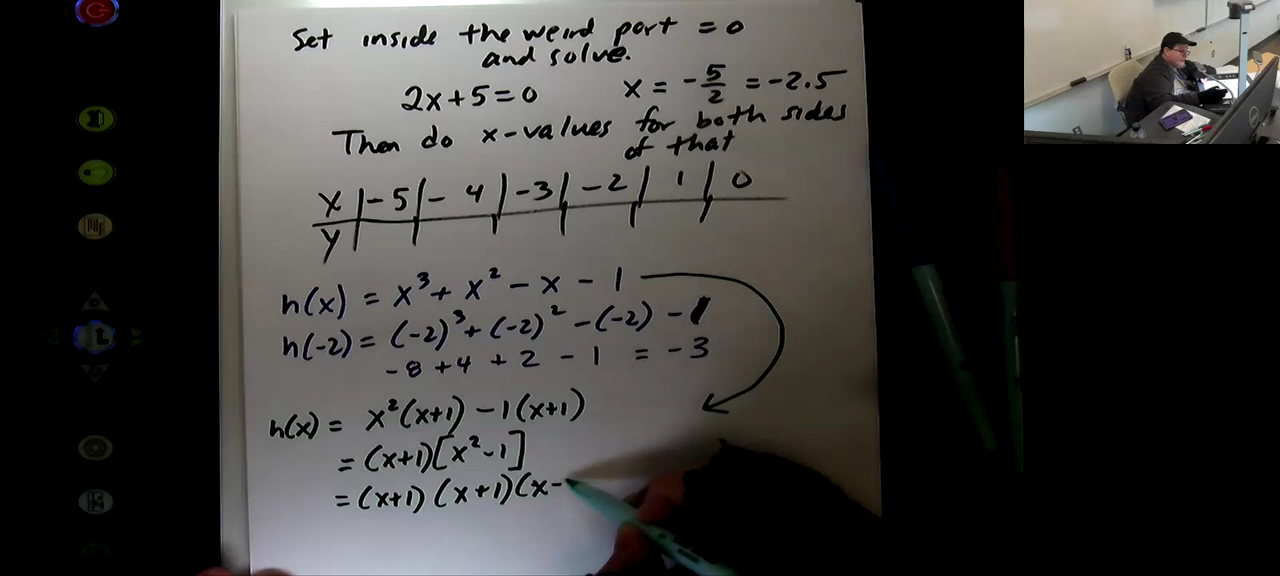 Set inside the weird part = 0
and solve.
2x+5=0 x = -5/2 = -2.5
Then do x-values for both sides
of that
x | -5 | -4 | -3 | -2 | 1 | 0
y
h(x) = x³ + x² - x - 1
h(-2) = (-2)³ + (-2)² - (-2) - 1
-8 + 4 + 2 - 1 = -3
h(x) = x²(x+1) - 1(x+1)
= (x+1)[x²-1]
= (x+1)(x+1)(x-